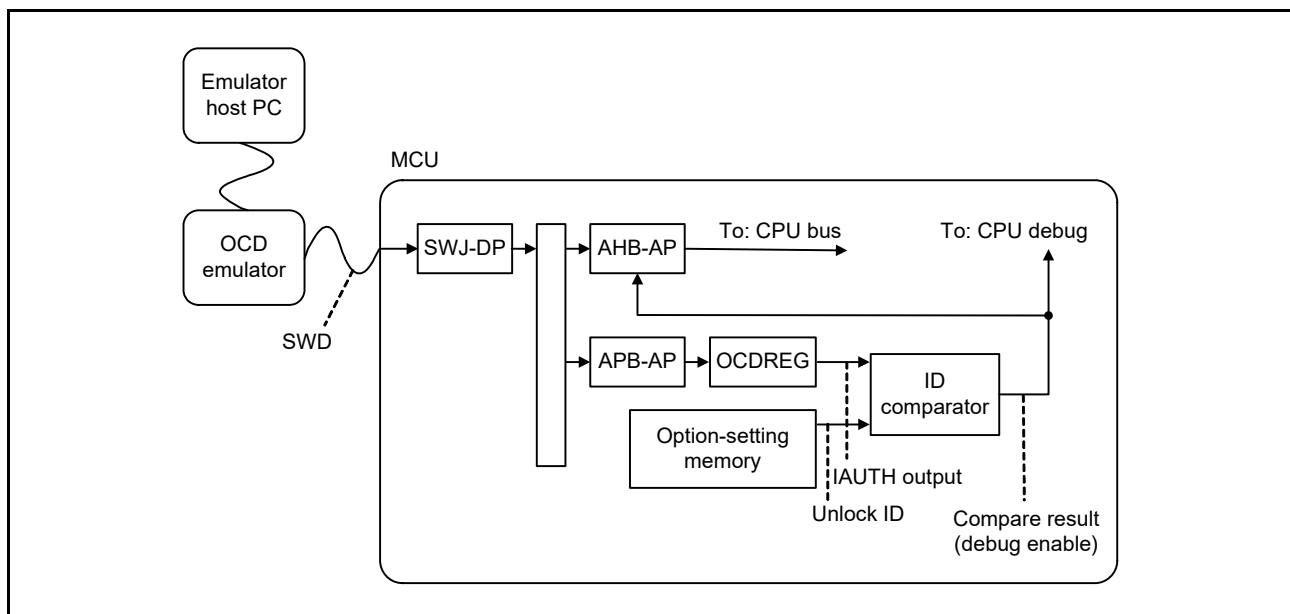 Emulator
host PC
MCU
OCD
emulator
SWJ-DP
AHB-AP
To: CPU bus
To: CPU debug
SWD
APB-AP
OCDREG
ID
comparator
Option-setting
memory
IAUTH output
Unlock ID
Compare result
(debug enable)